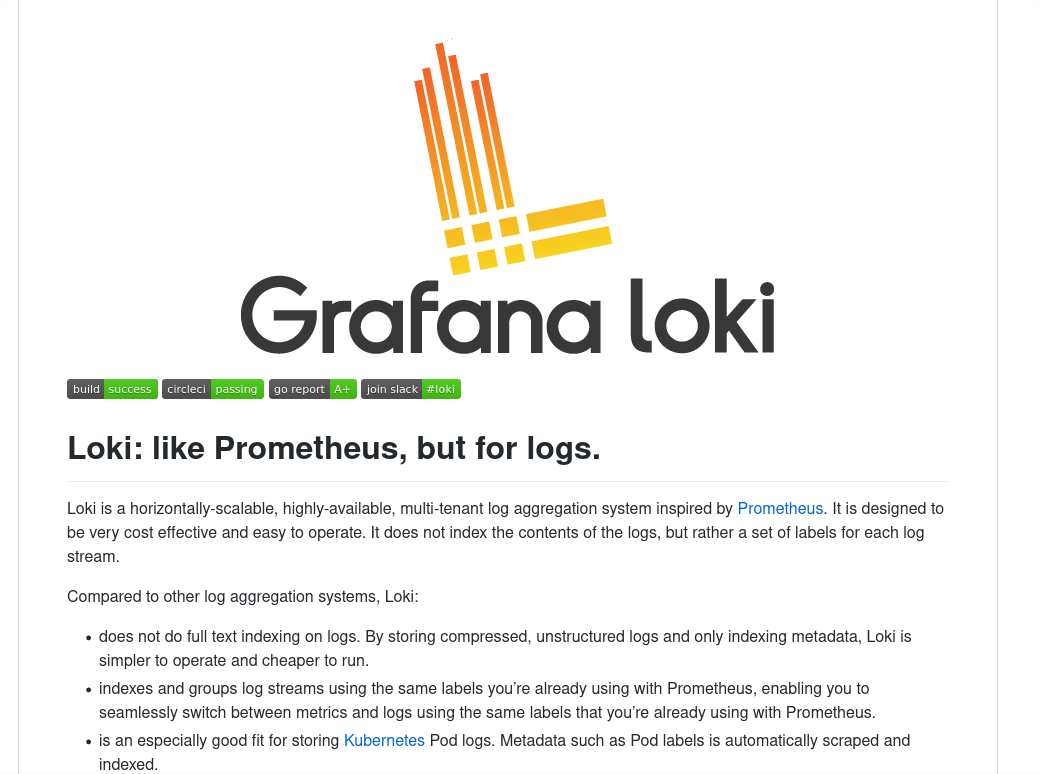 Grafana loki
build success circleci passing go report A+ join slack #loki
Loki: like Prometheus, but for logs.
Loki is a horizontally-scalable, highly-available, multi-tenant log aggregation system inspired by Prometheus. It is designed to
be very cost effective and easy to operate. It does not index the contents of the logs, but rather a set of labels for each log
stream.
Compared to other log aggregation systems, Loki:
• does not do full text indexing on logs. By storing compressed, unstructured logs and only indexing metadata, Loki is
simpler to operate and cheaper to run.
• indexes and groups log streams using the same labels you’re already using with Prometheus, enabling you to
seamlessly switch between metrics and logs using the same labels that you’re already using with Prometheus.
• is an especially good fit for storing Kubernetes Pod logs. Metadata such as Pod labels is automatically scraped and
indexed.